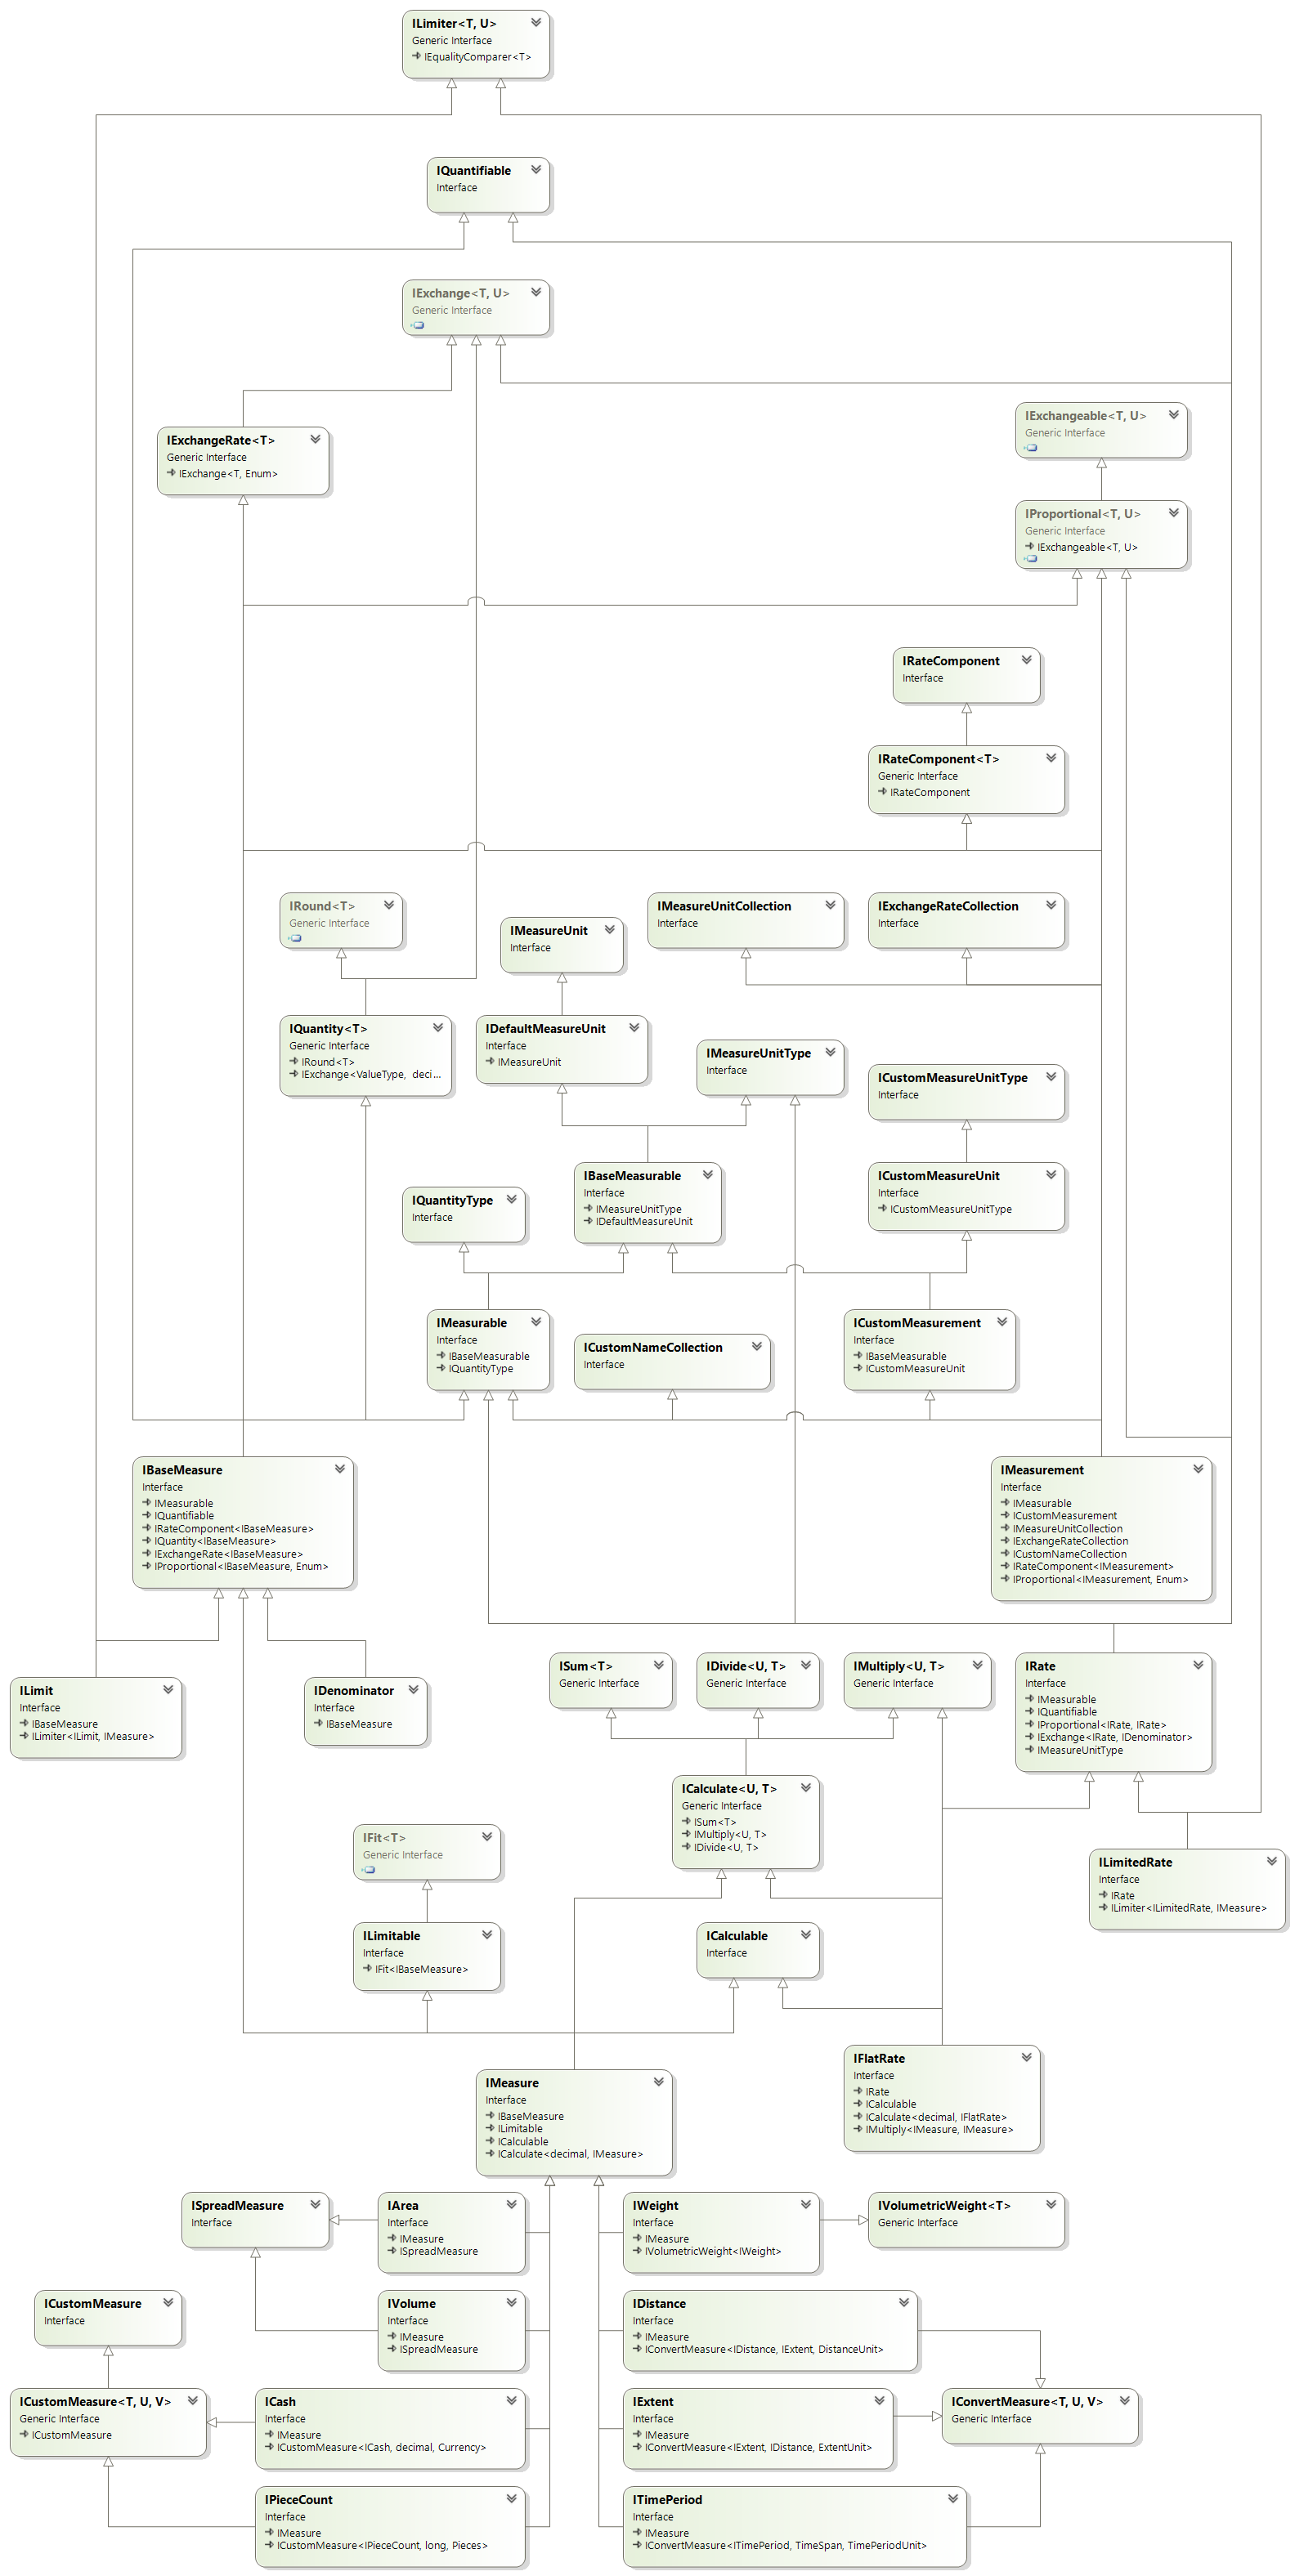 ILimiter<T, U>
Generic Interface
IEqualityComparer<T>
IQuantifiable
Interface
IExchange<T, U>
Generic Interface
IExchangeRate<T>
Generic Interface
IExchange<T, Enum>
IExchangeable<T, U>
Generic Interface
IProportional<T, U>
Generic Interface
IExchangeable<T, U>
IRateComponent
Interface
IRateComponent<T>
Generic Interface
IRateComponent
IRound<T>
Generic Interface
IMeasureUnit
Interface
IMeasureUnitCollection
Interface
IExchangeRateCollection
Interface
IQuantity<T>
Generic Interface
IRound<T>
IExchange<ValueType, deci...
IDefaultMeasureUnit
Interface
IMeasureUnit
IMeasureUnitType
Interface
ICustomMeasureUnitType
Interface
IBaseMeasurable
Interface
IMeasureUnitType
IDefaultMeasureUnit
ICustomMeasureUnit
Interface
ICustomMeasureUnitType
IQuantityType
Interface
IMeasurable
Interface
IBaseMeasurable
IQuantityType
ICustomNameCollection
Interface
ICustomMeasurement
Interface
IBaseMeasurable
ICustomMeasureUnit
IBaseMeasure
Interface
IMeasurable
IQuantifiable
IRateComponent<IBaseMeasure>
IQuantity<IBaseMeasure>
IExchangeRate<IBaseMeasure>
IProportional<IBaseMeasure, Enum>
IMeasurement
Interface
IMeasurable
ICustomMeasurement
IMeasureUnitCollection
IExchangeRateCollection
ICustomNameCollection
IRateComponent<IMeasurement>
IProportional<IMeasurement, Enum>
ILimit
Interface
IBaseMeasure
ILimiter<ILimit, IMeasure>
IDenominator
Interface
IBaseMeasure
ISum<T>
Generic Interface
IDivide<U, T>
Generic Interface
IMultiply<U, T>
Generic Interface
IRate
Interface
IMeasurable
IQuantifiable
IProportional<IRate, IRate>
IExchange<IRate, IDenominator>
IMeasureUnitType
ICalculate<U, T>
Generic Interface
ISum<T>
IMultiply<U, T>
IDivide<U, T>
IFit<T>
Generic Interface
ILimitedRate
Interface
IRate
ILimiter<ILimitedRate, IMeasure>
ILimitable
Interface
IFit<IBaseMeasure>
ICalculable
Interface
IMeasure
Interface
IBaseMeasure
ILimitable
ICalculable
ICalculate<decimal, IMeasure>
IFlatRate
Interface
IRate
ICalculable
ICalculate<decimal, IFlatRate>
IMultiply<IMeasure, IMeasure>
ISpreadMeasure
Interface
IArea
Interface
IMeasure
ISpreadMeasure
IWeight
Interface
IMeasure
IVolumetricWeight<IWeight>
IVolumetricWeight<T>
Generic Interface
ICustomMeasure
Interface
IVolume
Interface
IMeasure
ISpreadMeasure
IDistance
Interface
IMeasure
IConvertMeasure<IDistance, IExtent, DistanceUnit>
ICustomMeasure<T, U, V>
Generic Interface
ICustomMeasure
ICash
Interface
IMeasure
ICustomMeasure<ICash, decimal, Currency>
IExtent
Interface
IMeasure
IConvertMeasure<IExtent, IDistance, ExtentUnit>
IConvertMeasure<T, U, V>
Generic Interface
IPieceCount
Interface
IMeasure
ICustomMeasure<IPieceCount, long, Pieces>
ITimePeriod
Interface
IMeasure
IConvertMeasure<ITimePeriod, TimeSpan, TimePeriodUnit>